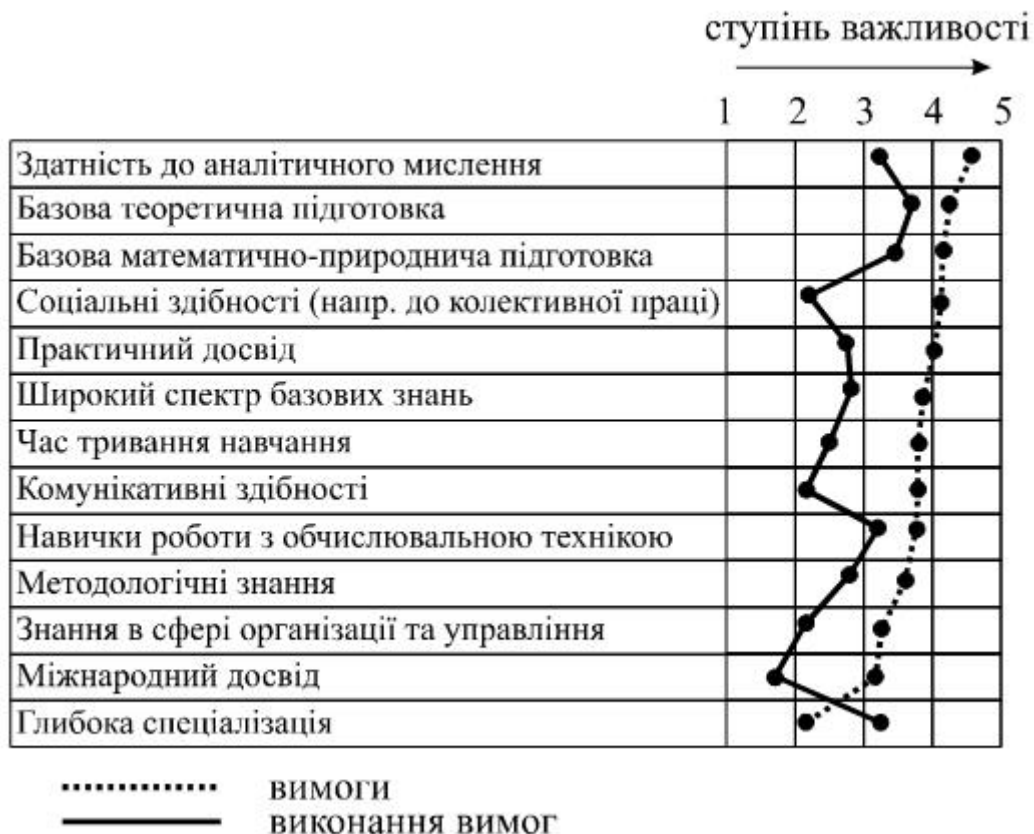 ступінь важливості
1 2 3 4 5
Здатність до аналітичного мислення
Базова теоретична підготовка
Базова математично-природнича підготовка
Соціальні здібності (напр. до колективної праці)
Практичний досвід
Широкий спектр базових знань
Час тривання навчання
Комунікативні здібності
Навички роботи з обчислювальною технікою
Методологічні знання
Знання в сфері організації та управління
Міжнародний досвід
Глибока спеціалізація
вимоги
виконання вимог